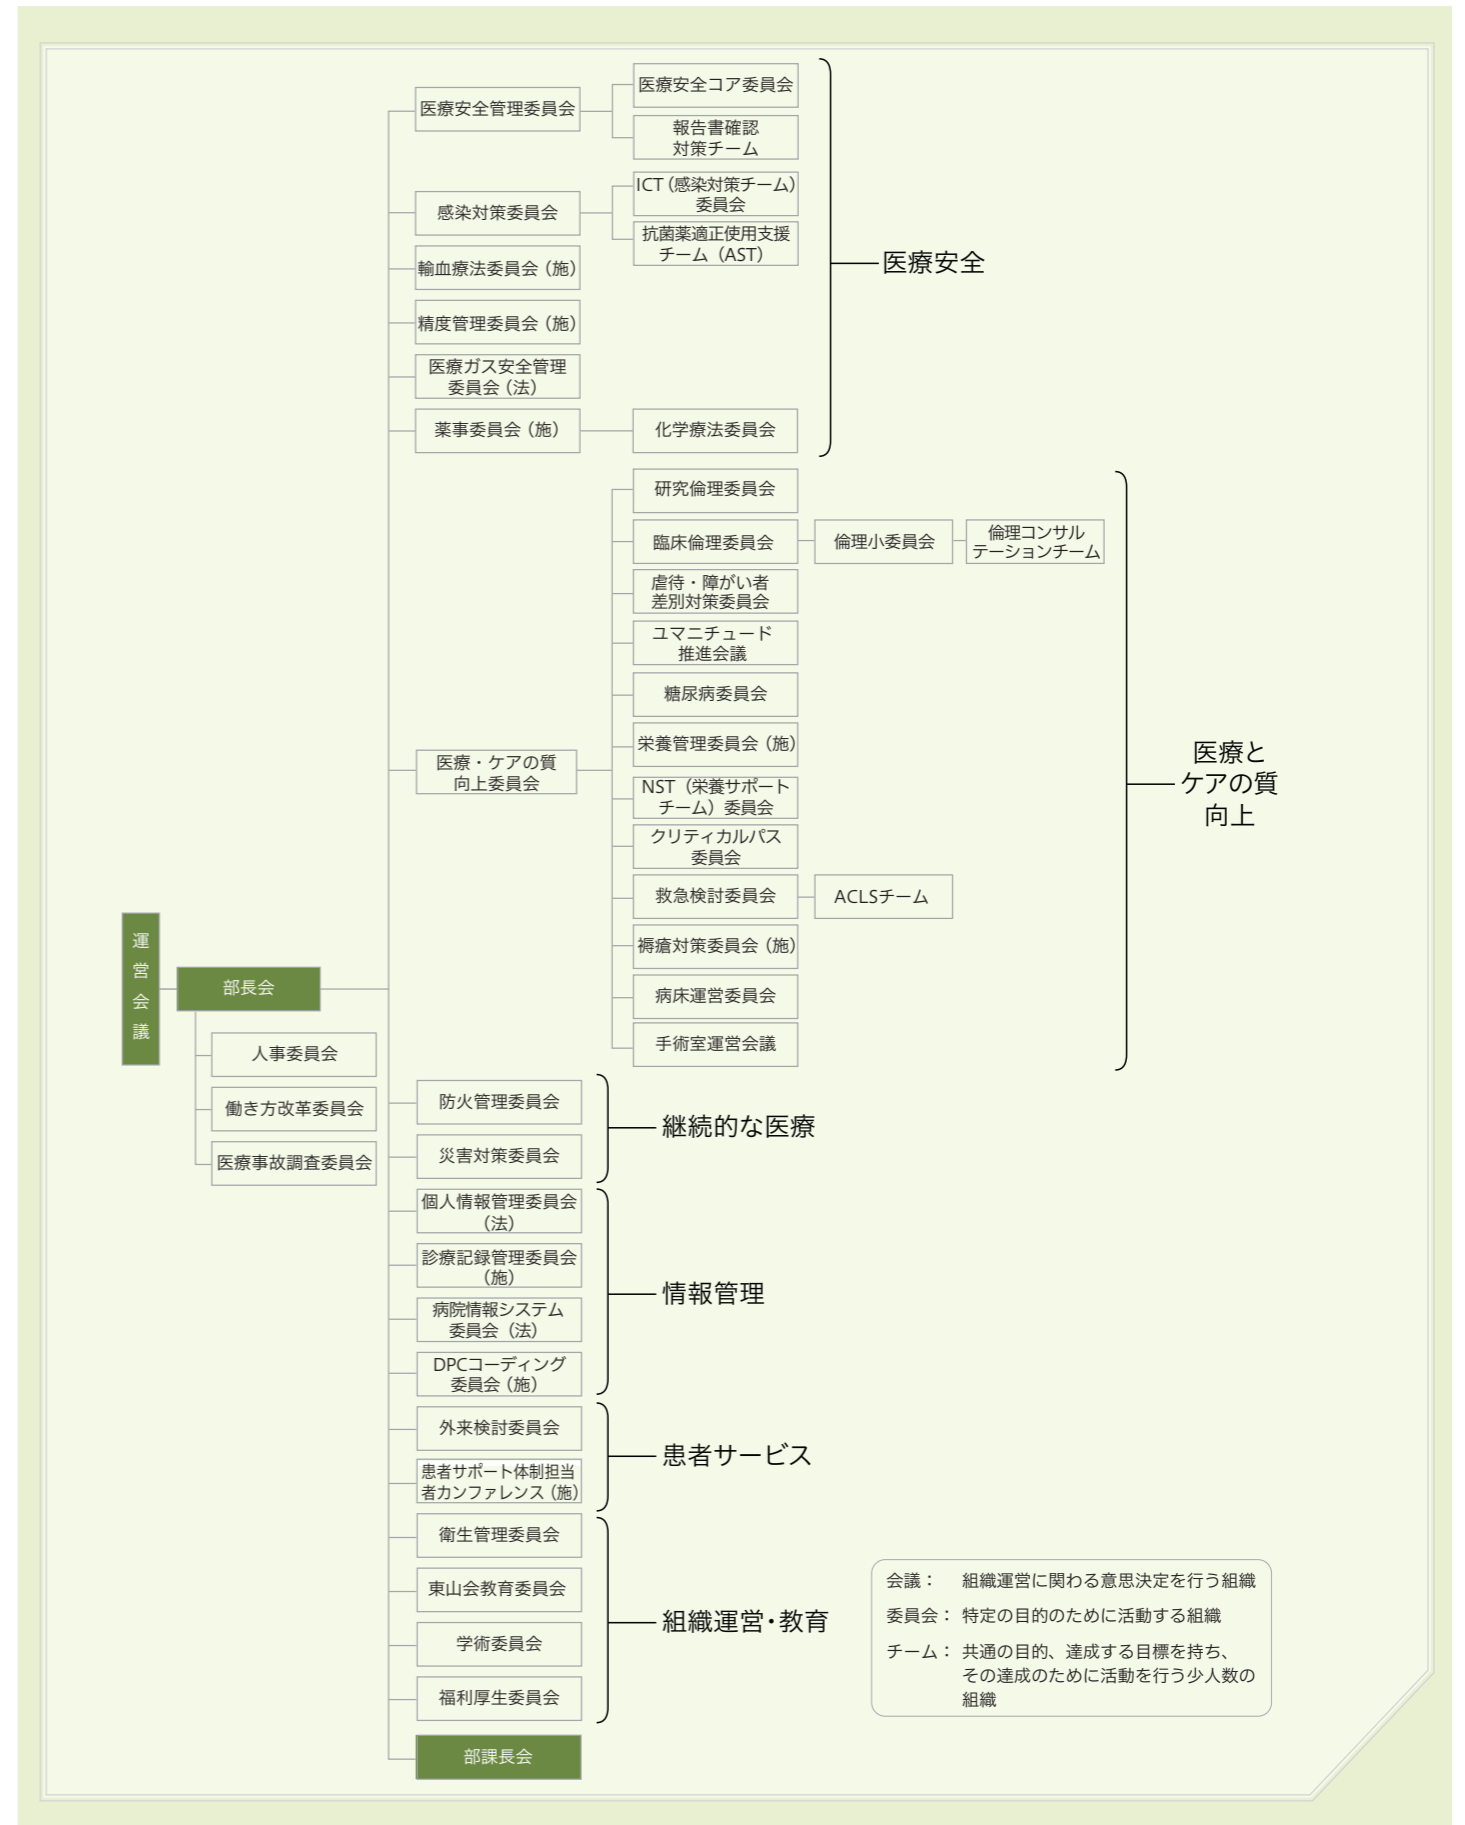 医療安全管理委員会
医療安全コア委員会
報告書確認
対策チーム
感染対策委員会
ICT（感染対策チーム）
委員会
抗菌薬適正使用支援
チーム（AST）
輸血療法委員会（施）
精度管理委員会（施）
医療ガス安全管理
委員会（法）
薬事委員会（施）
化学療法委員会
医療安全
医療・ケアの質
向上委員会
研究倫理委員会
臨床倫理委員会
倫理小委員会
倫理コンサル
テーションチーム
虐待・障がい者
差別対策委員会
ユマニチュード
推進会議
糖尿病委員会
栄養管理委員会（施）
NST（栄養サポート
チーム）委員会
クリティカルパス
委員会
救急検討委員会
ACLSチーム
褥瘡対策委員会（施）
病床運営委員会
手術室運営会議
医療と
ケアの質
向上
運営会議
部長会
人事委員会
働き方改革委員会
医療事故調査委員会
防火管理委員会
災害対策委員会
継続的な医療
個人情報管理委員会
（法）
診療記録管理委員会
（施）
病院情報システム
委員会（法）
DPCコーディング
委員会（施）
情報管理
外来検討委員会
患者サポート体制担当
者カンファレンス（施）
患者サービス
衛生管理委員会
東山会教育委員会
学術委員会
福利厚生委員会
組織運営・教育
部課長会
会議： 組織運営に関わる意思決定を行う組織
委員会： 特定の目的のために活動する組織
チーム： 共通の目的、達成する目標を持ち、
その達成のために活動を行う少人数の
組織